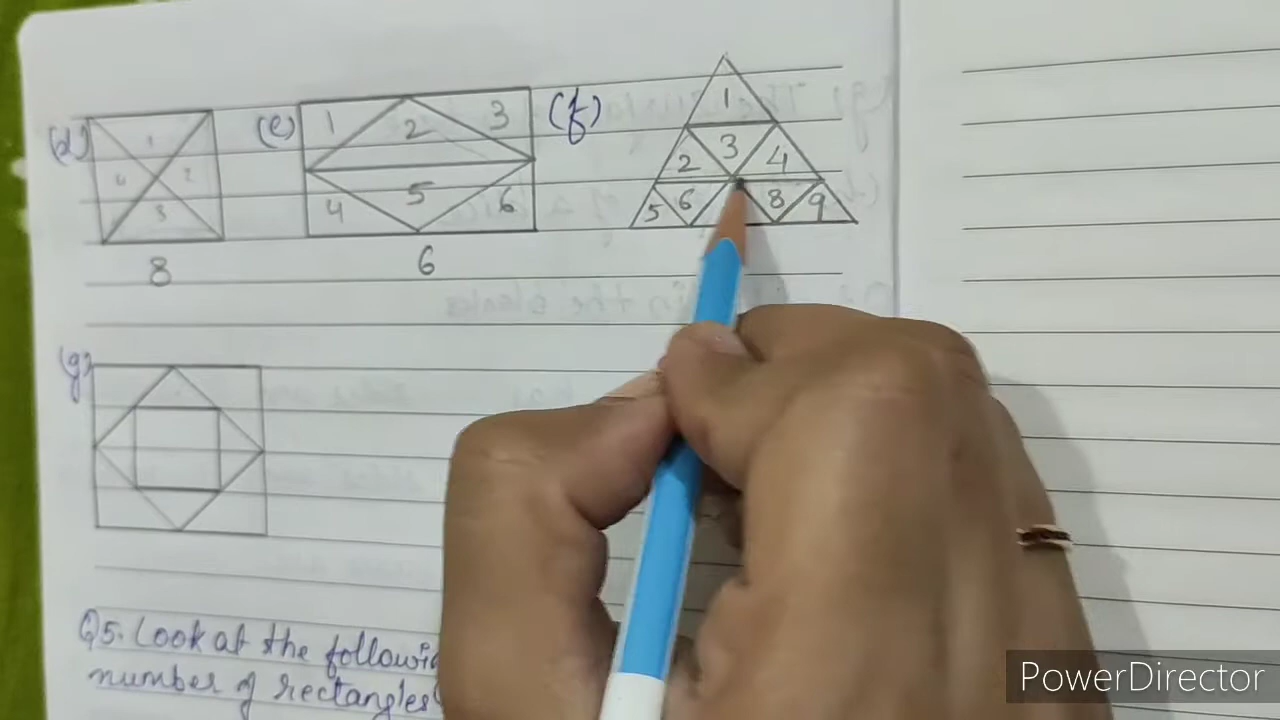 (d) 1 2 3 4
8
(e) 1 2 3 4 5 6
6
(f) 1 2 3 4 5 6 8 9
(g)
Q5. Look at the
number of rectangles
PowerDirector